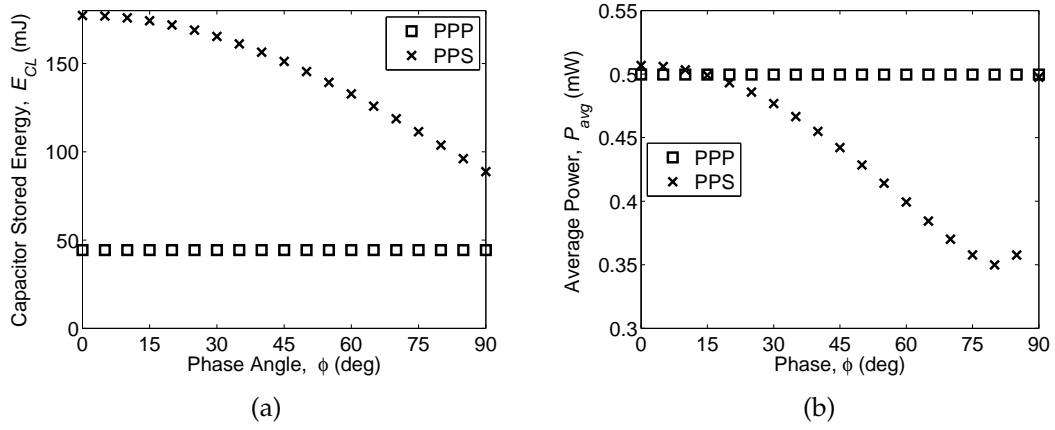 Capacitor Stored Energy, E_CL (mJ)
150
100
50
0
PPP
PPS
0 15 30 45 60 75 90
Phase Angle, ϕ (deg)
(a)
Average Power, P_avg (mW)
0.55
0.5
0.45
0.4
0.35
0.3
PPP
PPS
0 15 30 45 60 75 90
Phase, ϕ (deg)
(b)